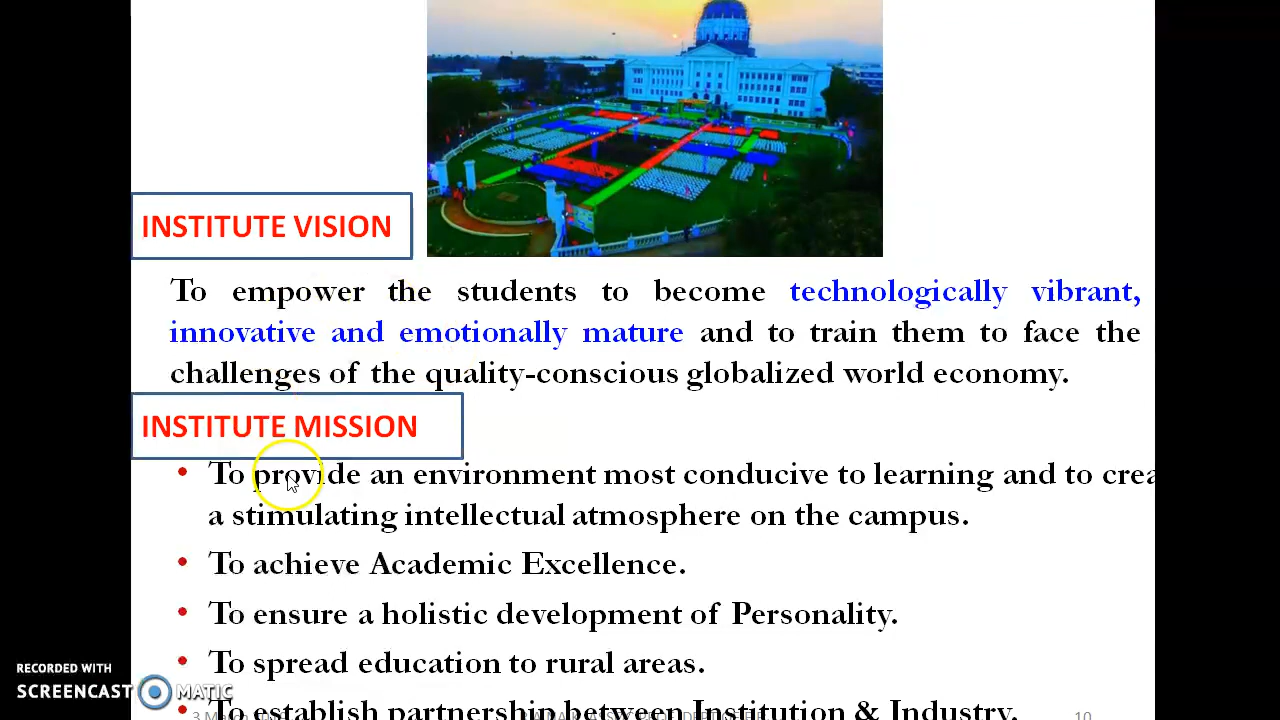 INSTITUTE VISION
To empower the students to become technologically vibrant,
innovative and emotionally mature and to train them to face the
challenges of the quality-conscious globalized world economy.
INSTITUTE MISSION
• To provide an environment most conducive to learning and to crea
a stimulating intellectual atmosphere on the campus.
• To achieve Academic Excellence.
• To ensure a holistic development of Personality.
• To spread education to rural areas.
• To establish partnership between Institution & Industry.
10
RECORDED WITH
SCREENCAST MATIC